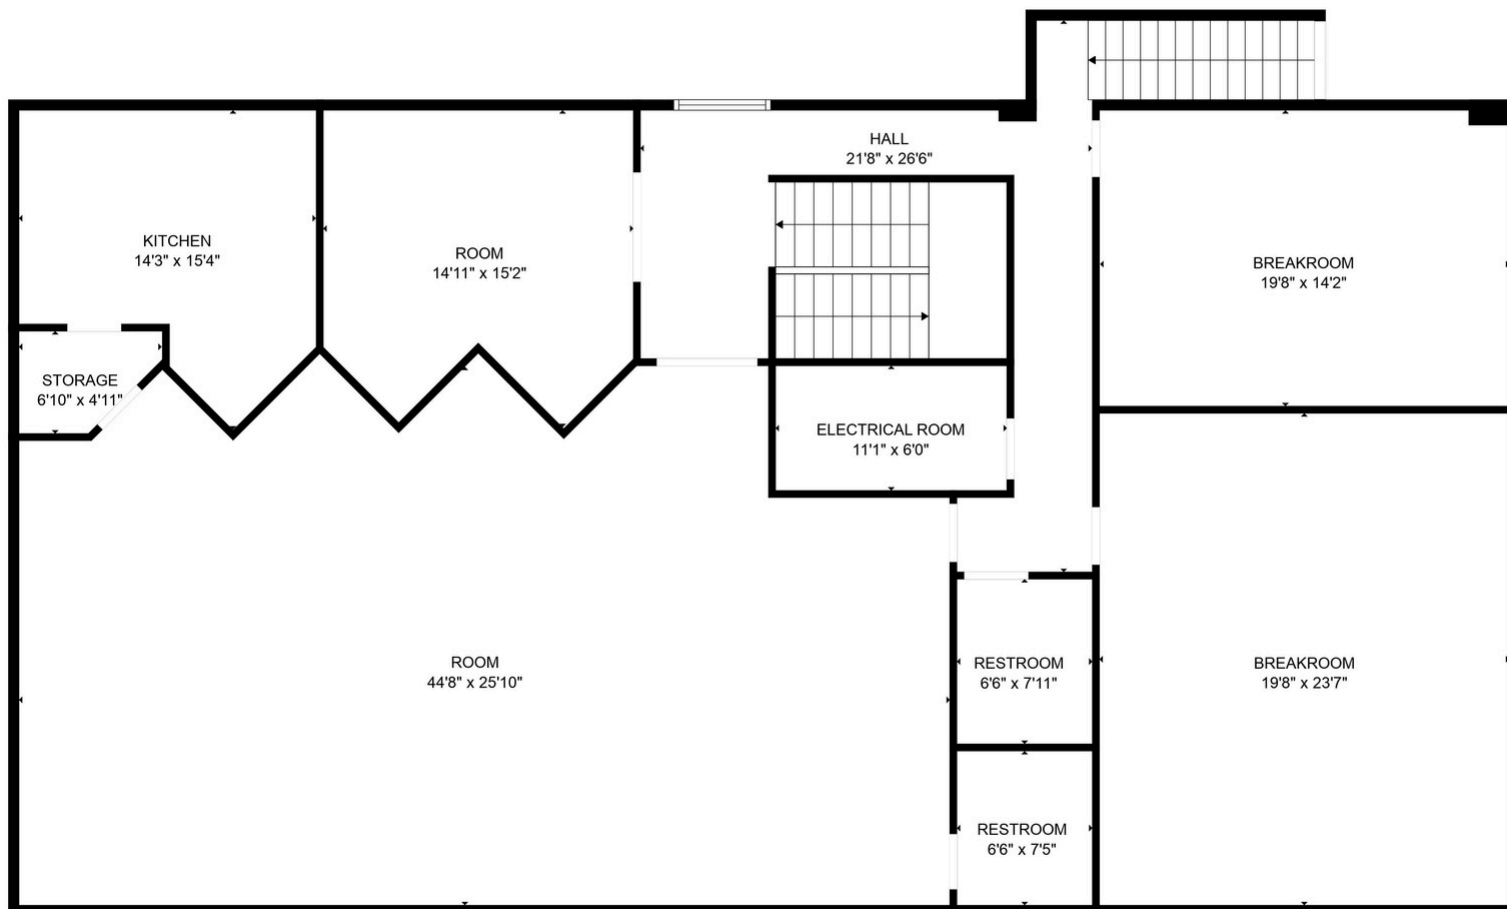 HALL
21'8" x 26'6"
KITCHEN
14'3" x 15'4"
ROOM
14'11" x 15'2"
BREAKROOM
19'8" x 14'2"
STORAGE
6'10" x 4'11"
ELECTRICAL ROOM
11'1" x 6'0"
ROOM
44'8" x 25'10"
RESTROOM
6'6" x 7'11"
BREAKROOM
19'8" x 23'7"
RESTROOM
6'6" x 7'5"